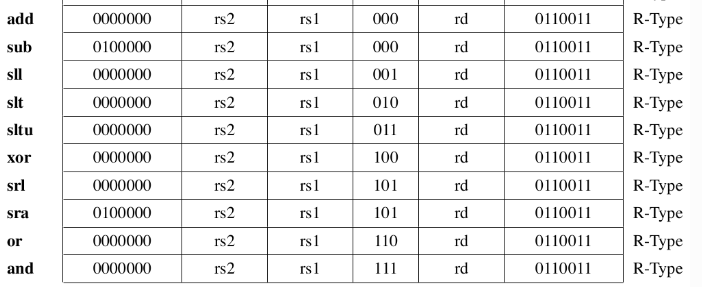 add 0000000 rs2 rs1 000 rd 0110011 R-Type
sub 0100000 rs2 rs1 000 rd 0110011 R-Type
sll 0000000 rs2 rs1 001 rd 0110011 R-Type
slt 0000000 rs2 rs1 010 rd 0110011 R-Type
sltu 0000000 rs2 rs1 011 rd 0110011 R-Type
xor 0000000 rs2 rs1 100 rd 0110011 R-Type
srl 0000000 rs2 rs1 101 rd 0110011 R-Type
sra 0100000 rs2 rs1 101 rd 0110011 R-Type
or 0000000 rs2 rs1 110 rd 0110011 R-Type
and 0000000 rs2 rs1 111 rd 0110011 R-Type